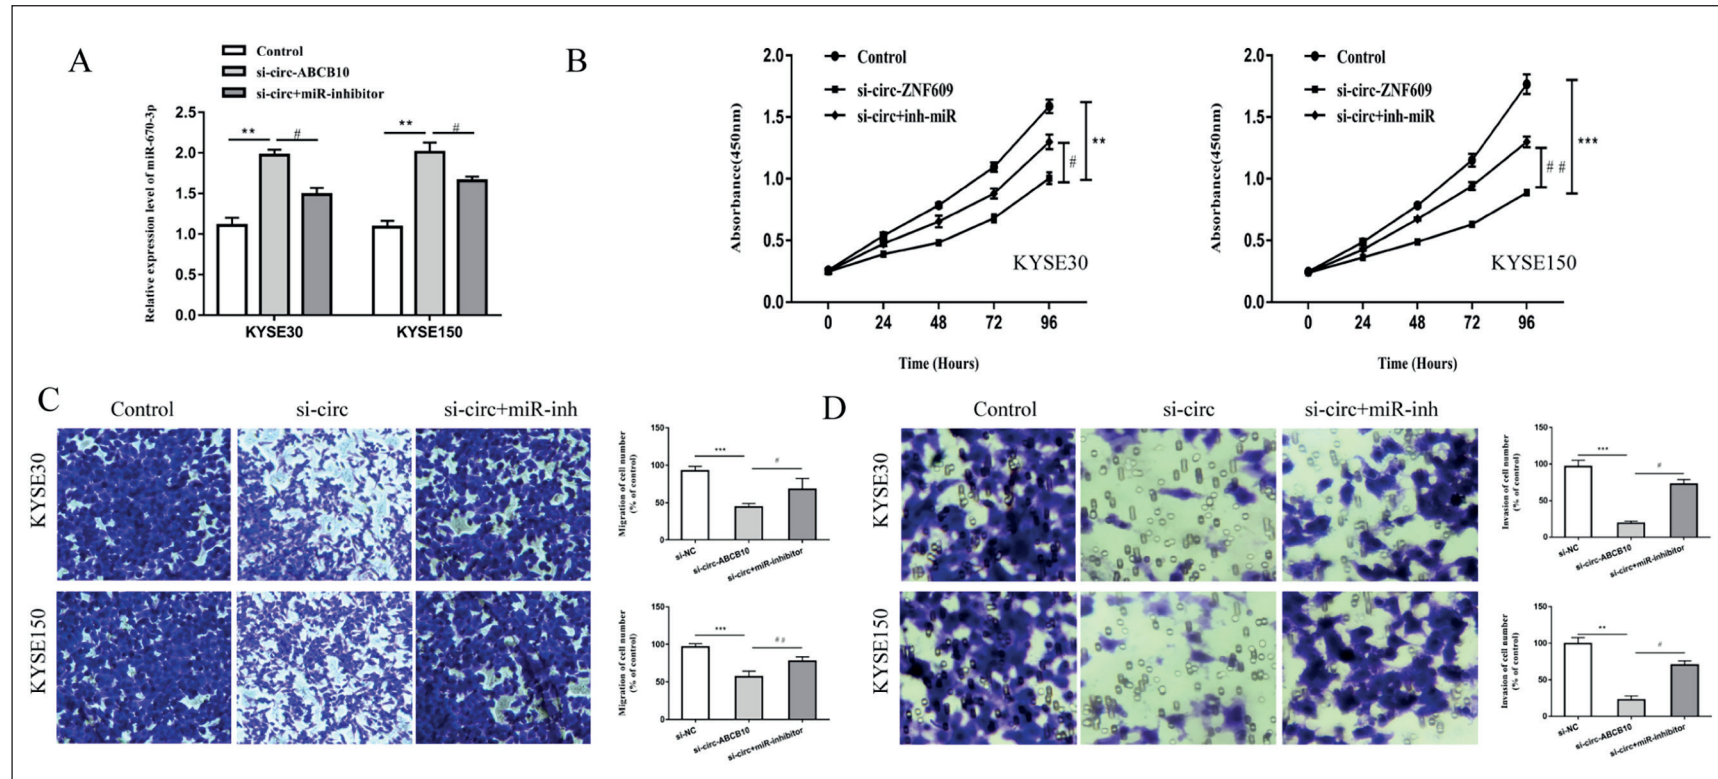 A
Control
si-circ-ABCB10
si-circ+miR-inhibitor
Relative expression level of miR-670-3p
2.5
2.0
1.5
1.0
0.5
0.0
** # ** #
KYSE30 KYSE150
B
2.0
1.5
1.0
0.5
0.0
Absorbance(450nm)
Control
si-circ-ZNF609
si-circ+inh-miR
# **
KYSE30
0 24 48 72 96
Time (Hours)
2.0
1.5
1.0
0.5
0.0
Absorbance(450nm)
Control
si-circ-ZNF609
si-circ+inh-miR
# # ***
KYSE150
0 24 48 72 96
Time (Hours)
C
Control si-circ si-circ+miR-inh
KYSE30
KYSE150
Migration of cell number
(% of control)
150
100
50
0
*** #
si-NC
si-circ-ABCB10
si-circ+miR-inhibitor
Migration of cell number
(% of control)
150
100
50
0
*** # #
si-NC
si-circ-ABCB10
si-circ+miR-inhibitor
D
Control si-circ si-circ+miR-inh
KYSE30
KYSE150
Invasion of cell number
(% of control)
150
100
50
0
*** #
si-NC
si-circ-ABCB10
si-circ+miR-inhibitor
Invasion of cell number
(% of control)
150
100
50
0
** #
si-NC
si-circ-ABCB10
si-circ+miR-inhibitor